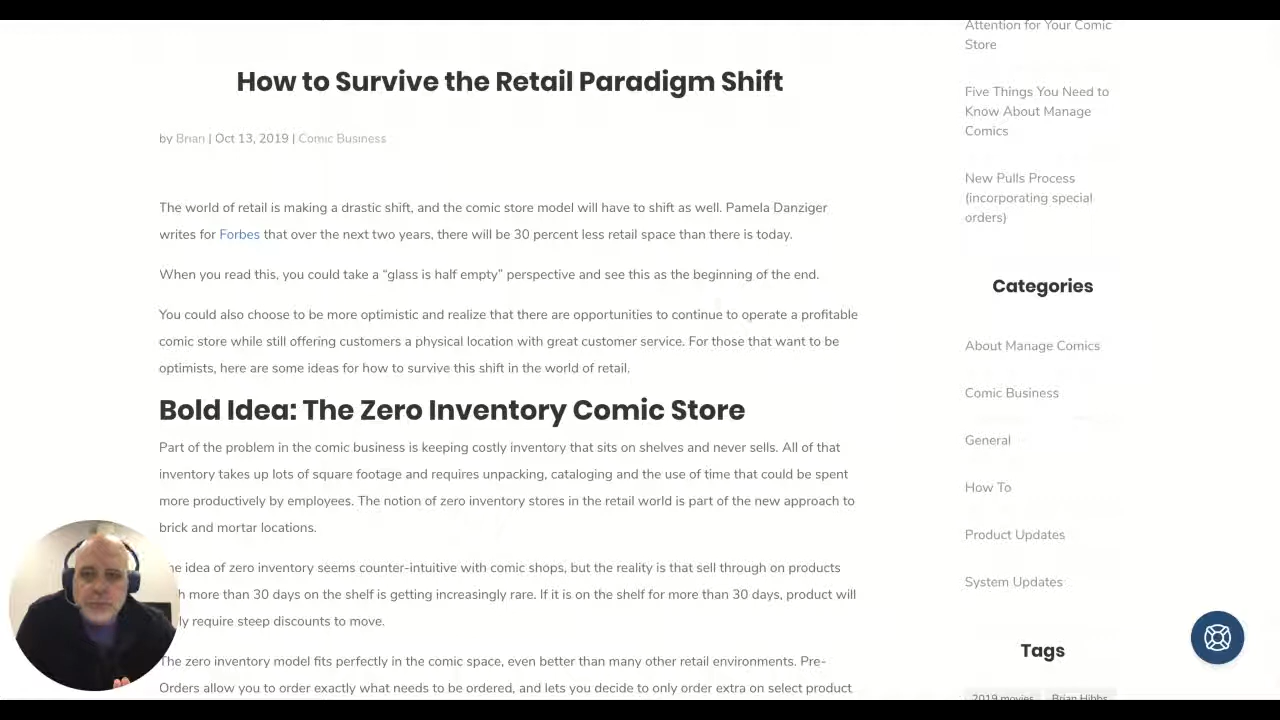 How to Survive the Retail Paradigm Shift
by Brian | Oct 13, 2019 | Comic Business
The world of retail is making a drastic shift, and the comic store model will have to shift as well. Pamela Danziger
writes for Forbes that over the next two years, there will be 30 percent less retail space than there is today.
When you read this, you could take a “glass is half empty” perspective and see this as the beginning of the end.
You could also choose to be more optimistic and realize that there are opportunities to continue to operate a profitable
comic store while still offering customers a physical location with great customer service. For those that want to be
optimists, here are some ideas for how to survive this shift in the world of retail.
Bold Idea: The Zero Inventory Comic Store
Part of the problem in the comic business is keeping costly inventory that sits on shelves and never sells. All of that
inventory takes up lots of square footage and requires unpacking, cataloging and the use of time that could be spent
more productively by employees. The notion of zero inventory stores in the retail world is part of the new approach to
brick and mortar locations.
idea of zero inventory seems counter-intuitive with comic shops, but the reality is that sell through on products
more than 30 days on the shelf is getting increasingly rare. If it is on the shelf for more than 30 days, product will
require steep discounts to move.
The zero inventory model fits perfectly in the comic space, even better than many other retail environments. Pre-
Orders allow you to order exactly what needs to be ordered, and lets you decide to only order extra on select product
Attention for Your Comic
Store
Five Things You Need to
Know About Manage
Comics
New Pulls Process
(incorporating special
orders)
Categories
About Manage Comics
Comic Business
General
How To
Product Updates
System Updates
Tags
2019 movies Brian Hibbs